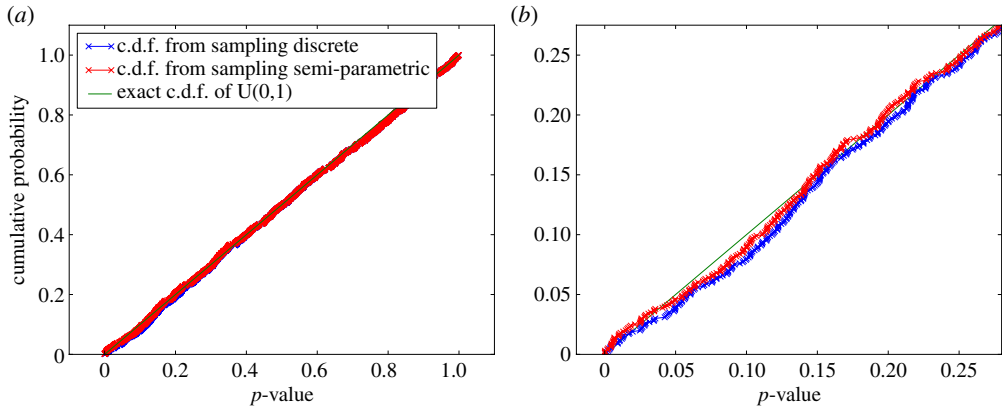 (a)
(b)
c.d.f. from sampling discrete
c.d.f. from sampling semi-parametric
exact c.d.f. of U(0,1)
cumulative probability
1.0
0.8
0.6
0.4
0.2
0
0 0.2 0.4 0.6 0.8 1.0
p-value
0.25
0.20
0.15
0.10
0.05
0
0 0.05 0.10 0.15 0.20 0.25
p-value